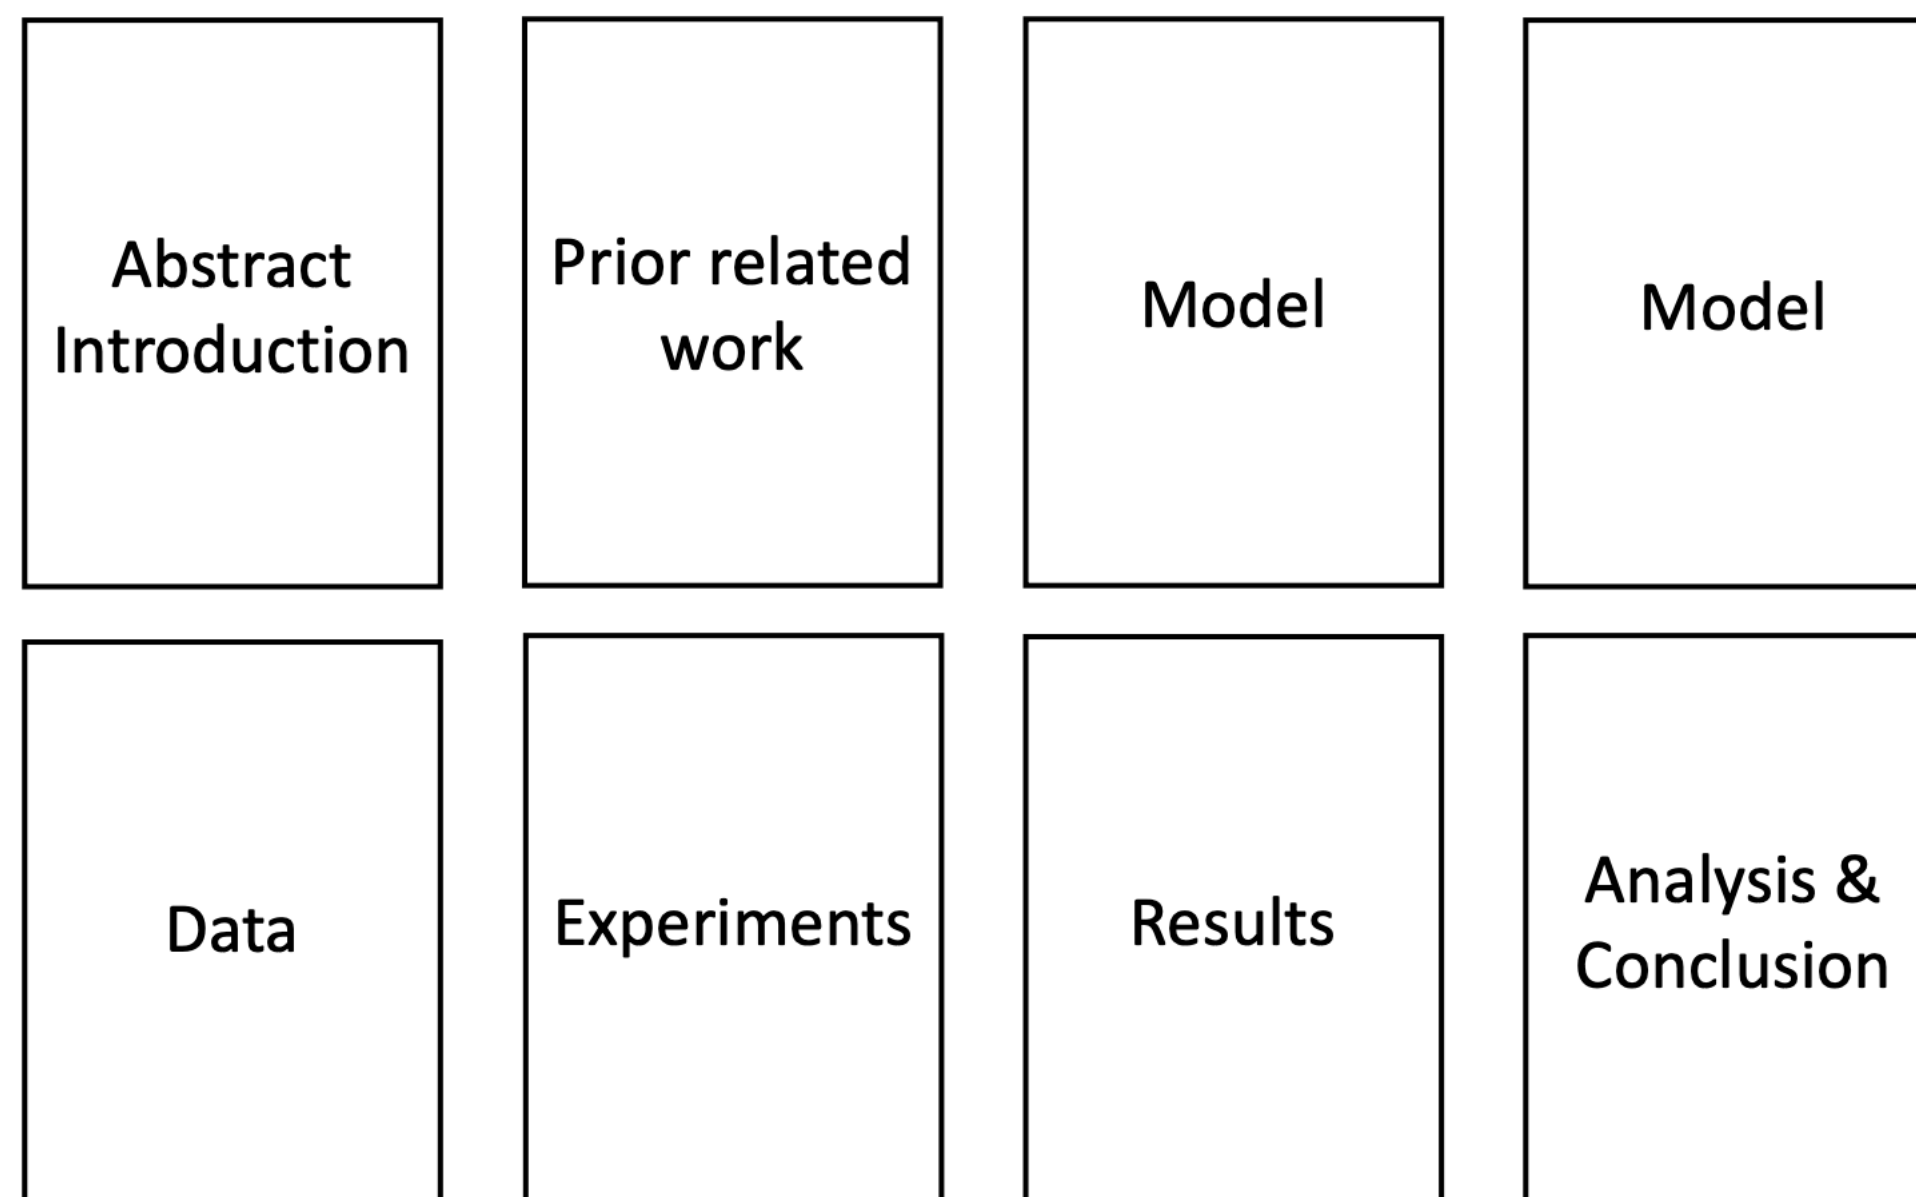 Abstract
Introduction
Prior related
work
Model
Model
Data
Experiments
Results
Analysis &
Conclusion